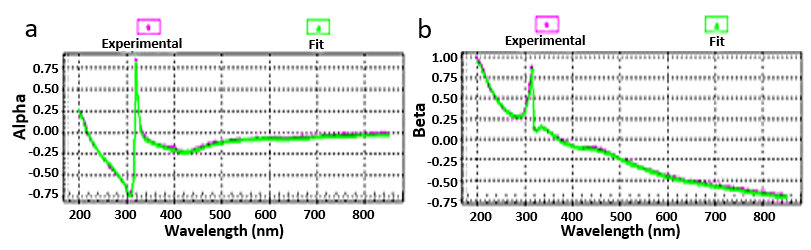 a
Experimental
Fit
Alpha
0.75
0.50
0.25
0.00
-0.25
-0.50
-0.75
200 300 400 500 600 700 800
Wavelength (nm)
b
Experimental
Fit
Beta
1.00
0.75
0.50
0.25
0.00
-0.25
-0.50
-0.75
200 300 400 500 600 700 800
Wavelength (nm)